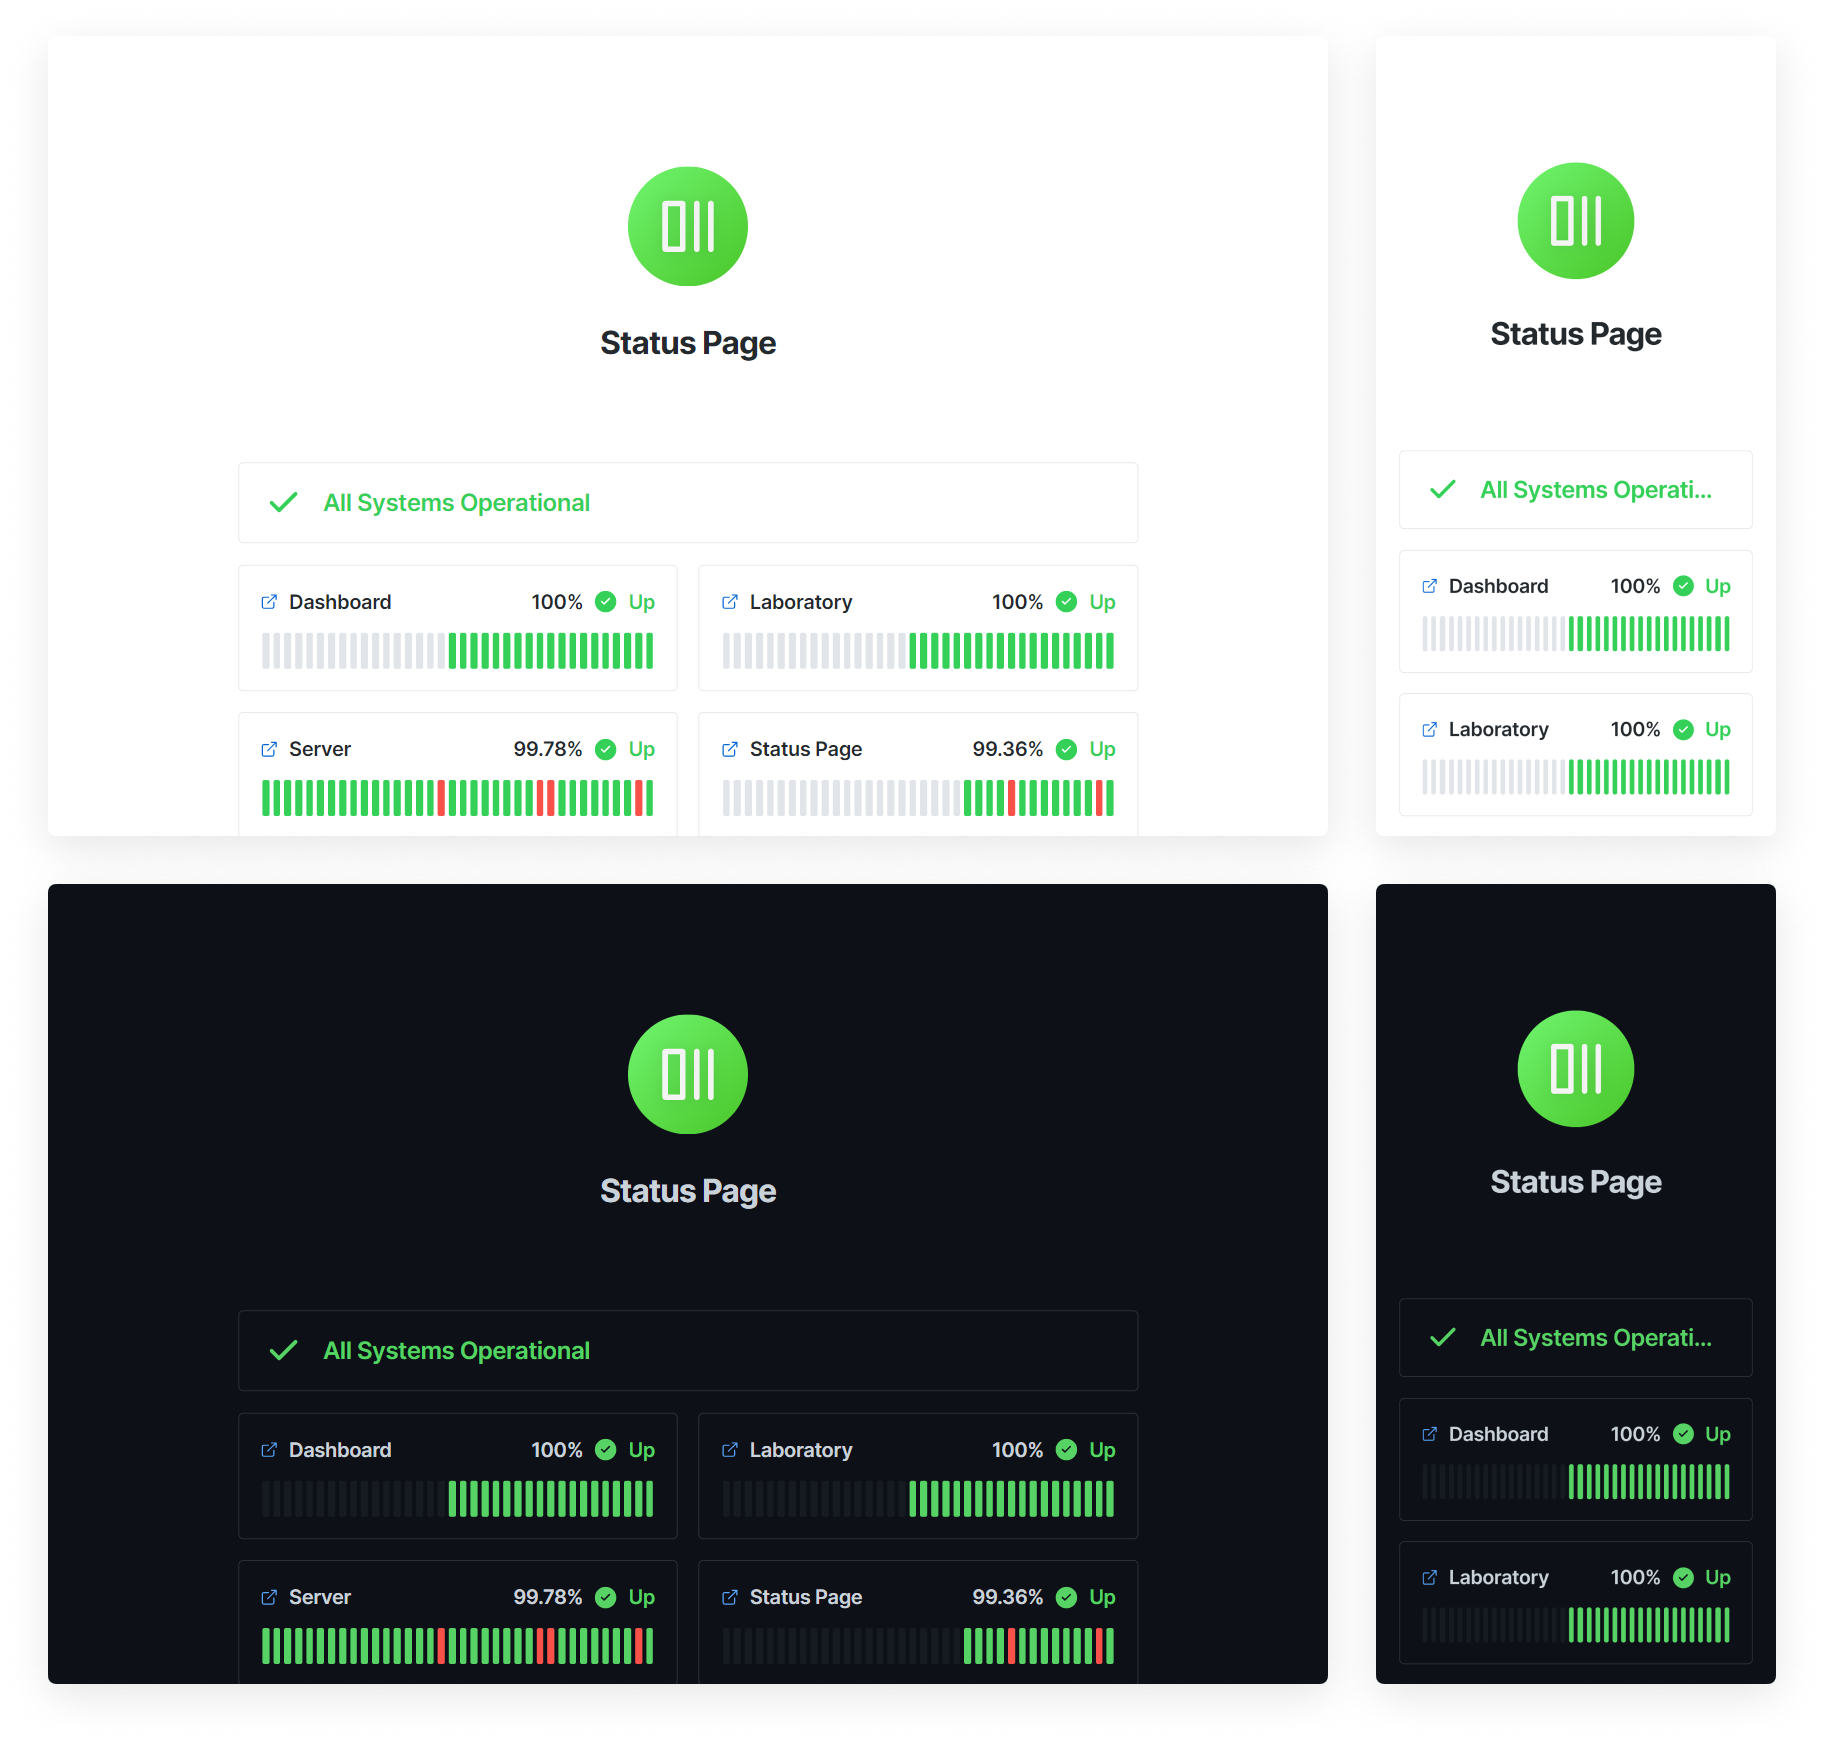 Status Page
All Systems Operational
Dashboard 100% Up
Laboratory 100% Up
Server 99.78% Up
Status Page 99.36% Up
Status Page
All Systems Operati...
Dashboard 100% Up
Laboratory 100% Up
Status Page
All Systems Operational
Dashboard 100% Up
Laboratory 100% Up
Server 99.78% Up
Status Page 99.36% Up
Status Page
All Systems Operati...
Dashboard 100% Up
Laboratory 100% Up